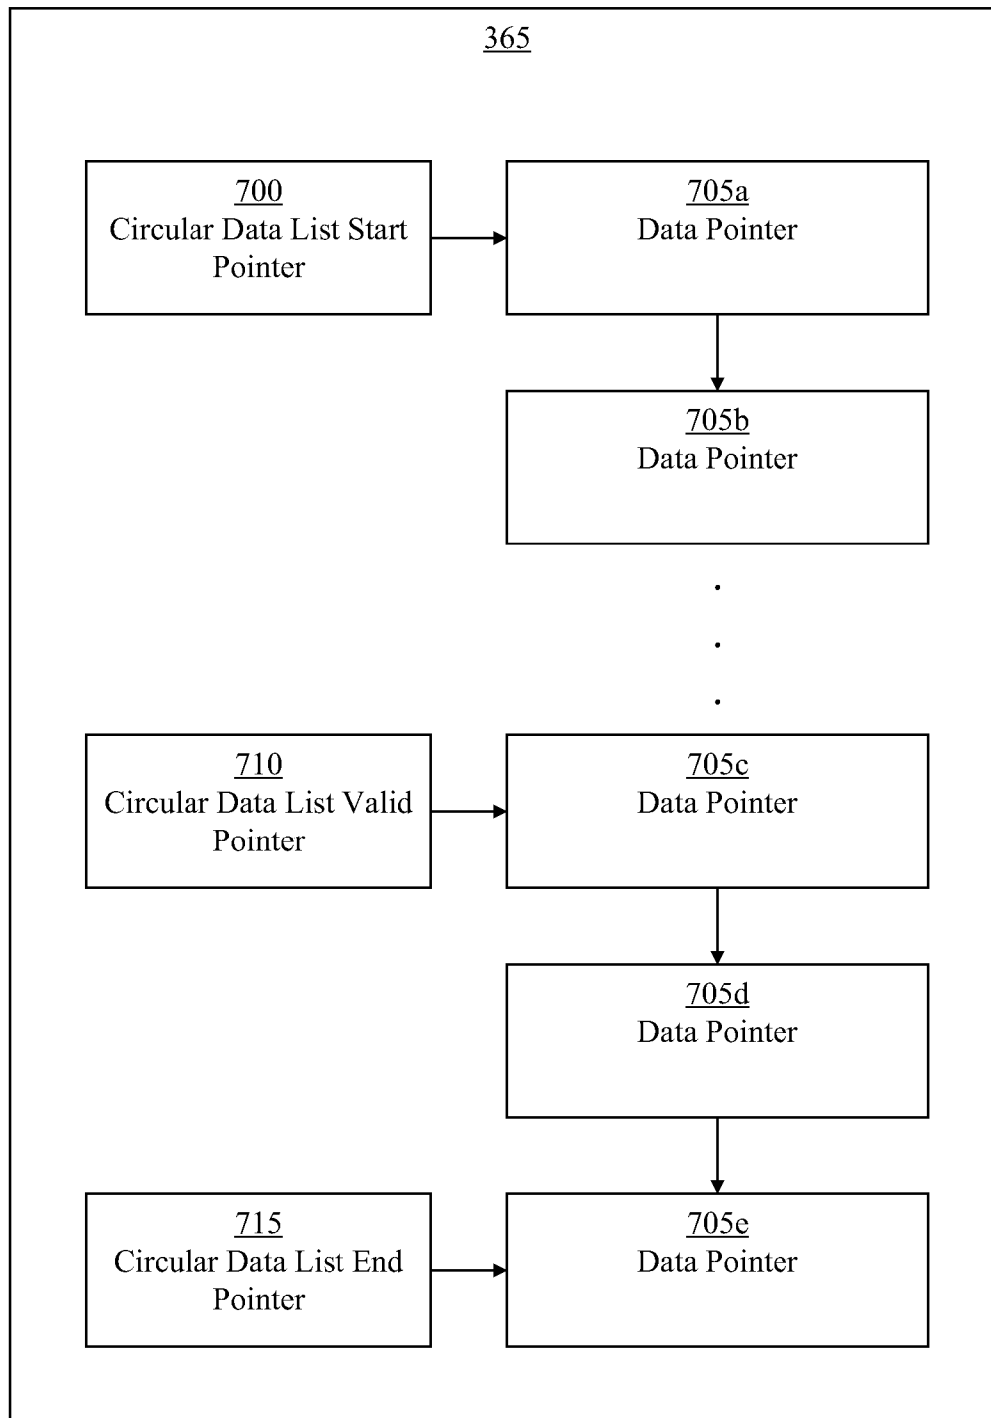 365
700
Circular Data List Start
Pointer
705a
Data Pointer
705b
Data Pointer
.
.
.
710
Circular Data List Valid
Pointer
705c
Data Pointer
705d
Data Pointer
715
Circular Data List End
Pointer
705e
Data Pointer